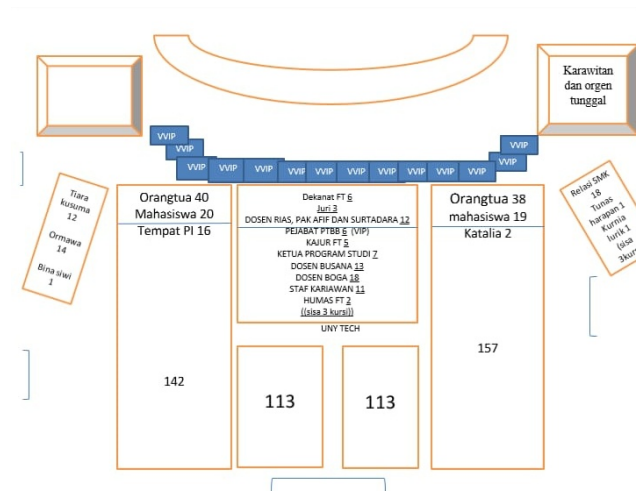 Karawitan
dan orgen
tunggal
VVIP
VVIP
VVIP
VVIP
VVIP
VVIP
VVIP
VVIP
VVIP
VVIP
VVIP
VVIP
VVIP
VVIP
Tiara
kusuma
12
Ormawa
14
Bina siwi
1
Orangtua 40
Mahasiswa 20
Tempat PI 16
142
Dekanat FT 6
Juri 3
DOSEN RIAS, PAK AFIF DAN SURTADARA 12
PEJABAT PTBB 6 (VIP)
KAJUR FT 5
KETUA PROGRAM STUDI 7
DOSEN BUSANA 13
DOSEN BOGA 18
STAF KARIAWAN 11
HUMAS FT 2
((sisa 3 kursi))
UNY TECH
113
113
Orangtua 38
mahasiswa 19
Katalia 2
157
Relasi SMK
18
Tunas
harapan 1
Kurnia
lurik 1
(sisa
3kur